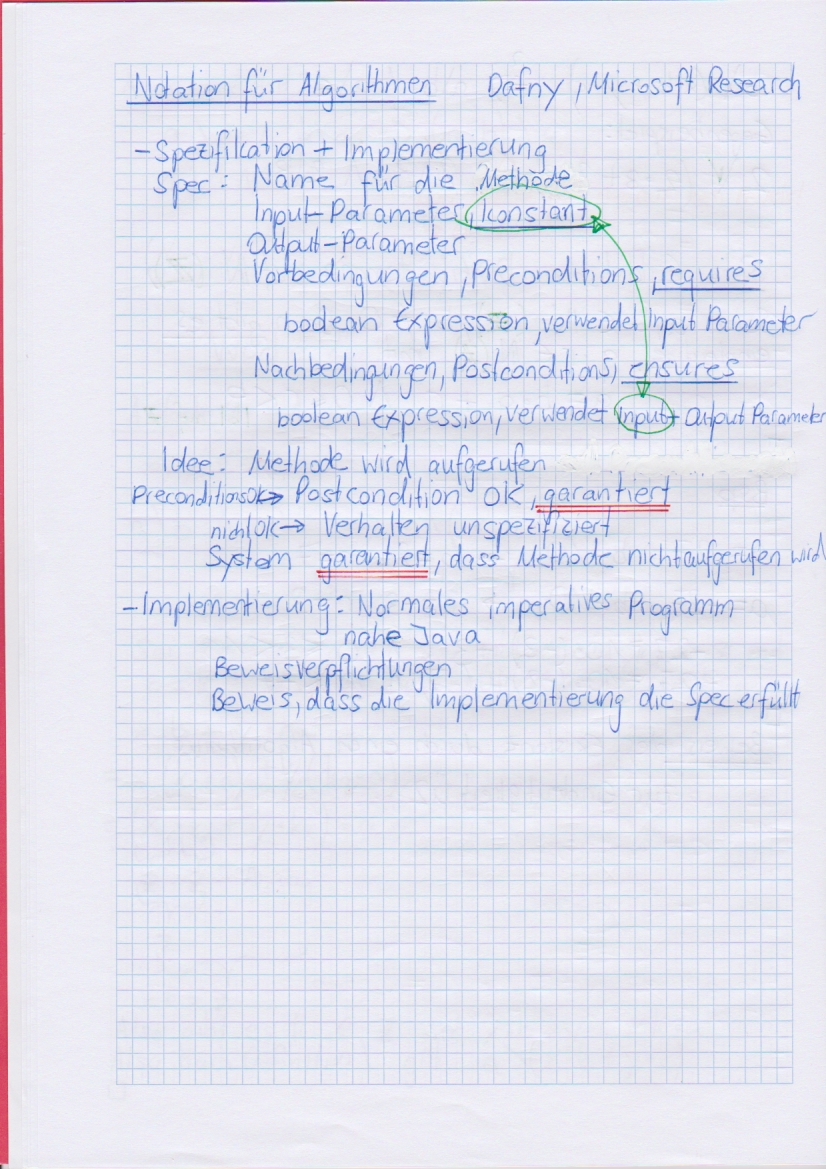 Notation für Algorithmen Dafny, Microsoft Research
- Spezifikation + Implementierung
Spec: Name für die Methode
Input-Parameter, konstant
Output-Parameter
Vorbedingungen, Preconditions, requires
boolean Expression, verwendet Input Parameter
Nachbedingungen, Postconditions, ensures
boolean Expression, verwendet Input + Output Parameter
Idee: Methode wird aufgerufen
Preconditions OK → Postcondition OK, garantiert
nicht OK → Verhalten unspezifiziert
System garantiert, dass Methode nicht aufgerufen wird
- Implementierung: Normales imperatives Programm
nahe Java
Beweisverpflichtungen
Beweis, dass die Implementierung die Spec erfüllt